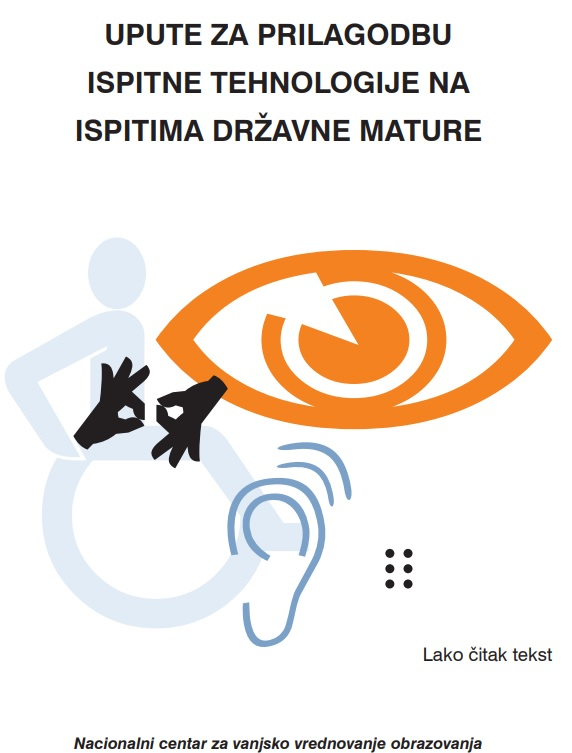 UPUTE ZA PRILAGODBU
ISPITNE TEHNOLOGIJE NA
ISPITIMA DRŽAVNE MATURE
Lako čitak tekst
Nacionalni centar za vanjsko vrednovanje obrazovanja